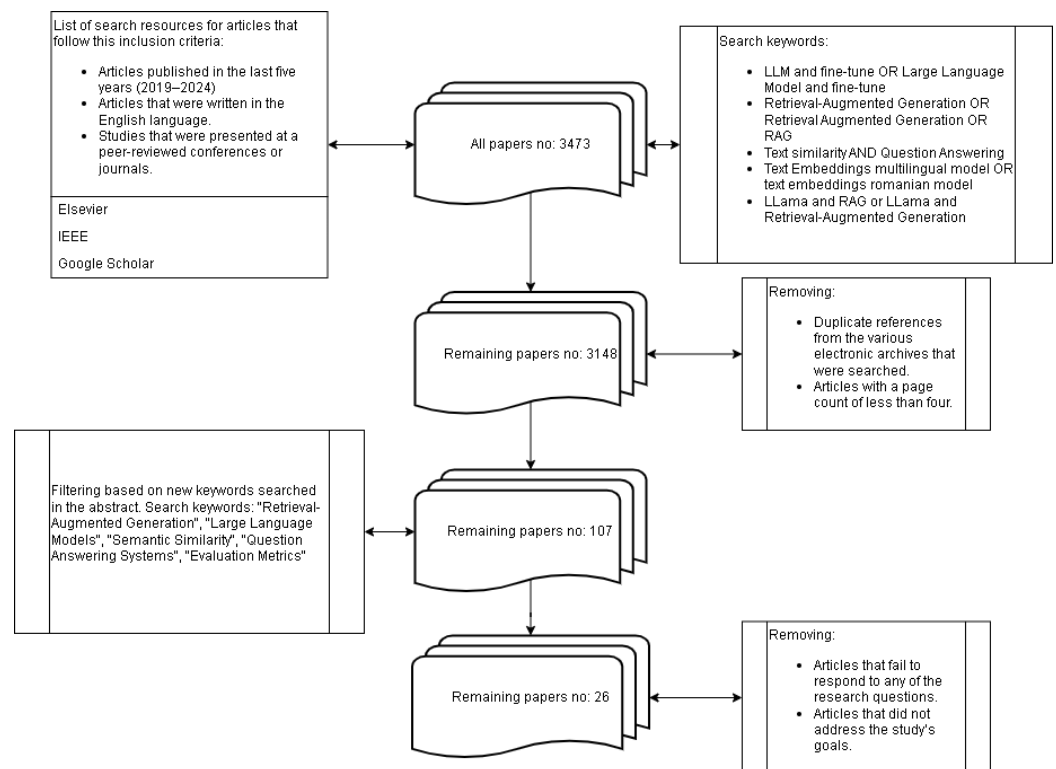 List of search resources for articles that
follow this inclusion criteria:
• Articles published in the last five
years (2019–2024)
• Articles that were written in the
English language.
• Studies that were presented at a
peer-reviewed conferences or
journals.
Elsevier
IEEE
Google Scholar
All papers no: 3473
Search keywords:
• LLM and fine-tune OR Large Language
Model and fine-tune
• Retrieval-Augmented Generation OR
Retrieval Augmented Generation OR
RAG
• Text similarity AND Question Answering
• Text Embeddings multilingual model OR
text embeddings romanian model
• LLama and RAG or LLama and
Retrieval-Augmented Generation
Remaining papers no: 3148
Removing:
• Duplicate references
from the various
electronic archives that
were searched.
• Articles with a page
count of less than four.
Filtering based on new keywords searched
in the abstract. Search keywords: "Retrieval-
Augmented Generation", "Large Language
Models", "Semantic Similarity", "Question
Answering Systems", "Evaluation Metrics"
Remaining papers no: 107
Remaining papers no: 26
Removing:
• Articles that fail to
respond to any of the
research questions.
• Articles that did not
address the study's
goals.